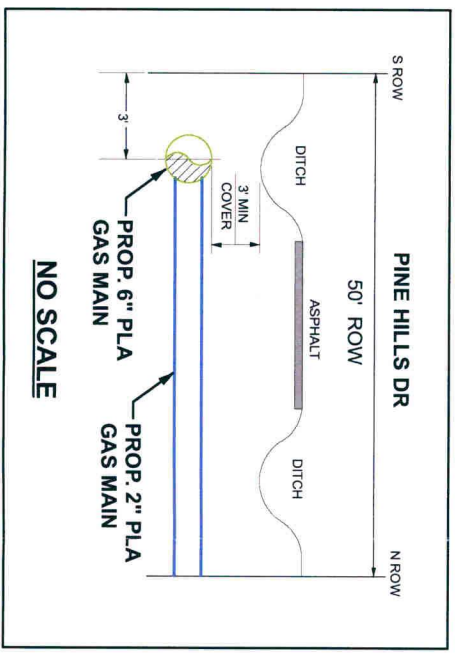 PINE HILLS DR
S ROW
50' ROW
N ROW
DITCH
ASPHALT
DITCH
3' MIN
COVER
3'
PROP. 6" PLA
GAS MAIN
PROP. 2" PLA
GAS MAIN
NO SCALE